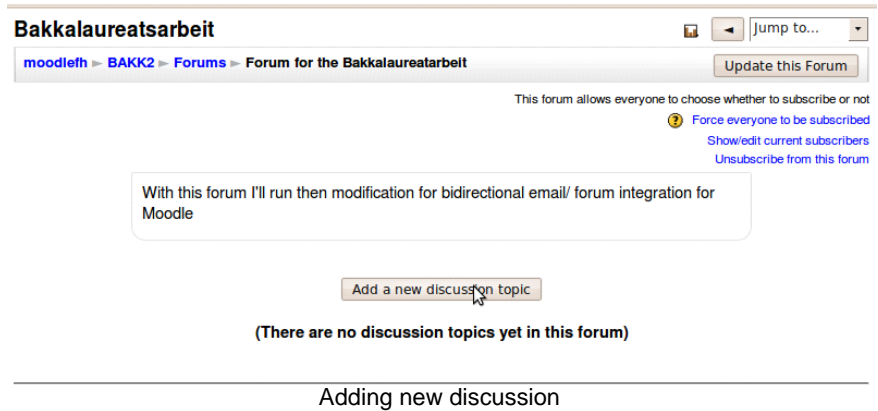 Bakkalaureatsarbeit
Jump to...
moodlefh ► BAKK2 ► Forums ► Forum for the Bakkalaureatarbeit
Update this Forum
This forum allows everyone to choose whether to subscribe or not
Force everyone to be subscribed
Show/edit current subscribers
Unsubscribe from this forum
With this forum I'll run then modification for bidirectional email/ forum integration for
Moodle
Add a new discussion topic
(There are no discussion topics yet in this forum)
Adding new discussion